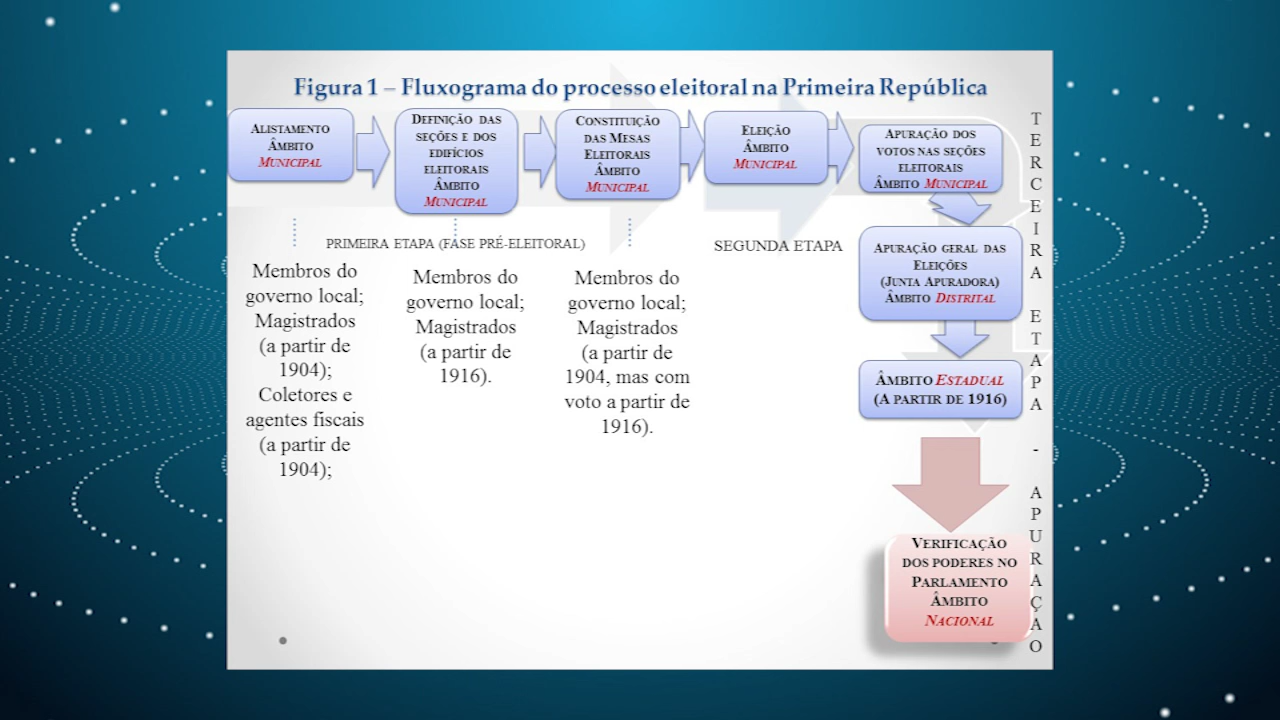 Figura 1 – Fluxograma do processo eleitoral na Primeira República
ALISTAMENTO
ÂMBITO
MUNICIPAL
DEFINIÇÃO DAS
SEÇÕES E DOS
EDIFÍCIOS
ELEITORAIS
ÂMBITO
MUNICIPAL
CONSTITUIÇÃO
DAS MESAS
ELEITORAIS
ÂMBITO
MUNICIPAL
ELEIÇÃO
ÂMBITO
MUNICIPAL
APURAÇÃO DOS
VOTOS NAS SEÇÕES
ELEITORAIS
ÂMBITO MUNICIPAL
PRIMEIRA ETAPA (FASE PRÉ-ELEITORAL)
SEGUNDA ETAPA
Membros do
governo local;
Magistrados
(a partir de
1904);
Coletores e
agentes fiscais
(a partir de
1904);
Membros do
governo local;
Magistrados
(a partir de
1916).
Membros do
governo local;
Magistrados
(a partir de
1904, mas com
voto a partir de
1916).
APURAÇÃO GERAL DAS
ELEIÇÕES
(JUNTA APURADORA)
ÂMBITO DISTRITAL
ÂMBITO ESTADUAL
(A PARTIR DE 1916)
VERIFICAÇÃO
DOS PODERES NO
PARLAMENTO
ÂMBITO
NACIONAL
TERCEIRA ETAPA - APURAÇÃO